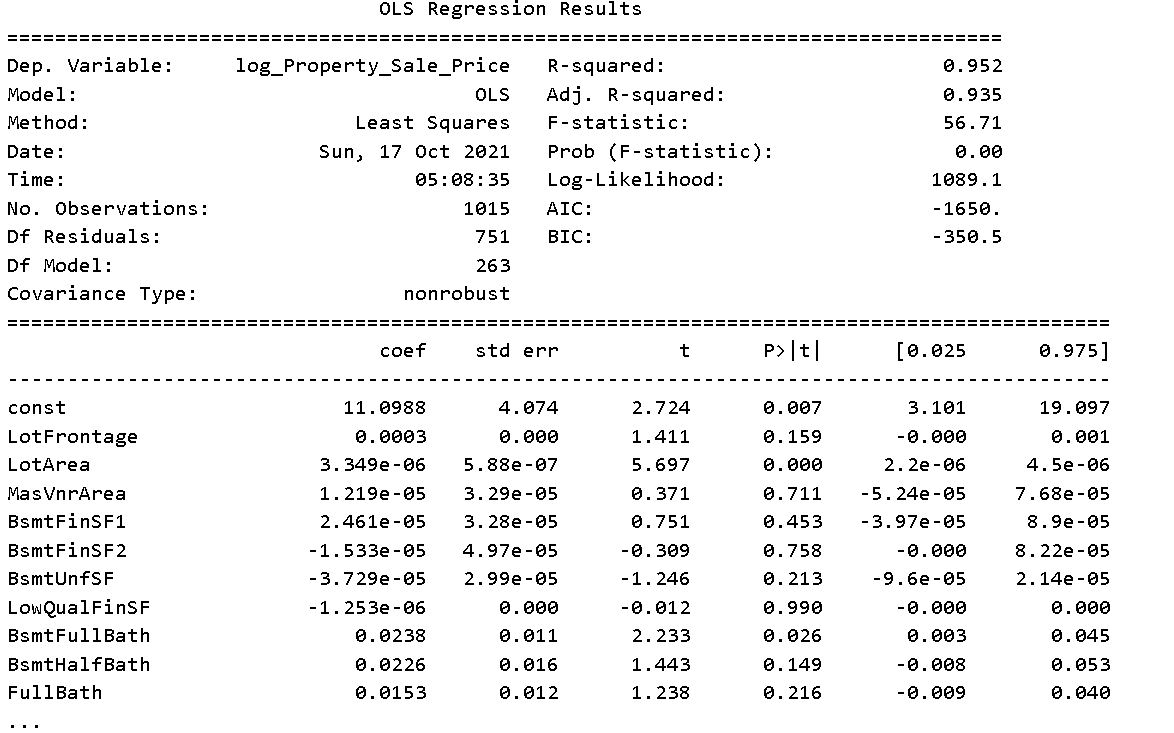 OLS Regression Results
==============================================================================
Dep. Variable: log_Property_Sale_Price R-squared: 0.952
Model: OLS Adj. R-squared: 0.935
Method: Least Squares F-statistic: 56.71
Date: Sun, 17 Oct 2021 Prob (F-statistic): 0.00
Time: 05:08:35 Log-Likelihood: 1089.1
No. Observations: 1015 AIC: -1650.
Df Residuals: 751 BIC: -350.5
Df Model: 263
Covariance Type: nonrobust
==============================================================================
coef std err t P>|t| [0.025 0.975]
------------------------------------------------------------------------------
const 11.0988 4.074 2.724 0.007 3.101 19.097
LotFrontage 0.0003 0.000 1.411 0.159 -0.000 0.001
LotArea 3.349e-06 5.88e-07 5.697 0.000 2.2e-06 4.5e-06
MasVnrArea 1.219e-05 3.29e-05 0.371 0.711 -5.24e-05 7.68e-05
BsmtFinSF1 2.461e-05 3.28e-05 0.751 0.453 -3.97e-05 8.9e-05
BsmtFinSF2 -1.533e-05 4.97e-05 -0.309 0.758 -0.000 8.22e-05
BsmtUnfSF -3.729e-05 2.99e-05 -1.246 0.213 -9.6e-05 2.14e-05
LowQualFinSF -1.253e-06 0.000 -0.012 0.990 -0.000 0.000
BsmtFullBath 0.0238 0.011 2.233 0.026 0.003 0.045
BsmtHalfBath 0.0226 0.016 1.443 0.149 -0.008 0.053
FullBath 0.0153 0.012 1.238 0.216 -0.009 0.040
...